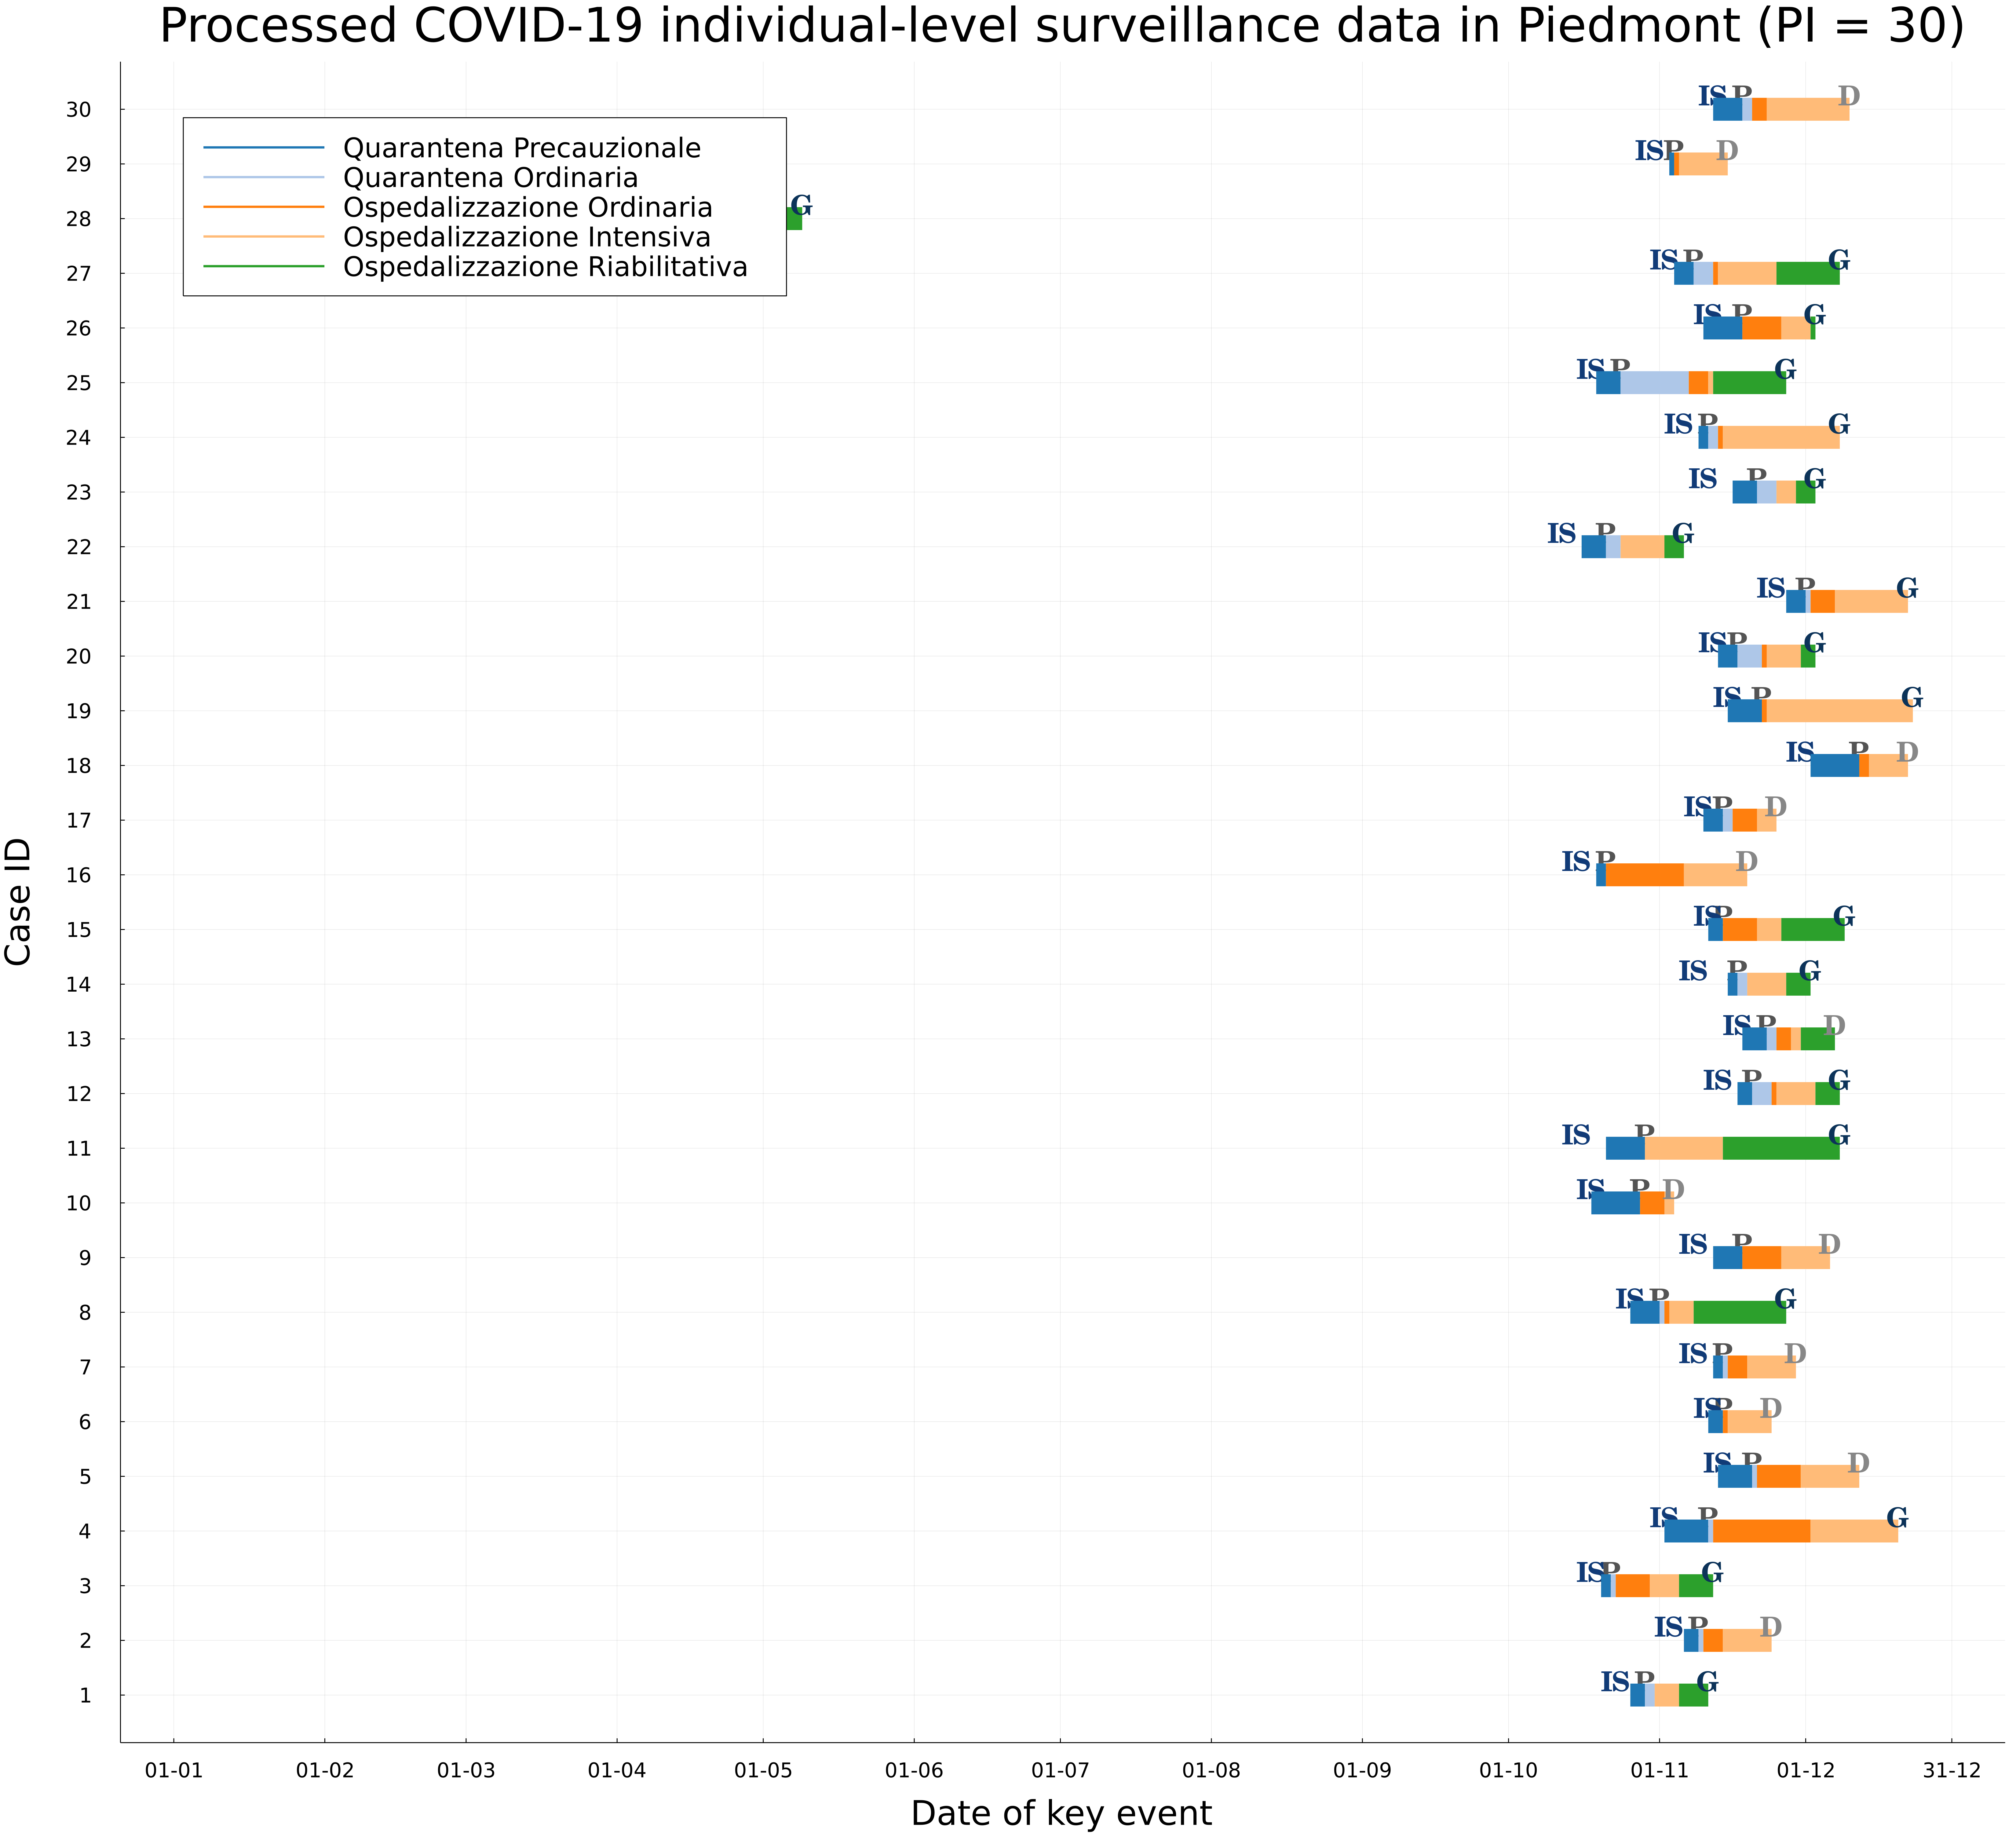 Processed COVID-19 individual-level surveillance data in Piedmont (PI = 30)
Quarantena Precauzionale
Quarantena Ordinaria
Ospedalizzazione Ordinaria
Ospedalizzazione Intensiva
Ospedalizzazione Riabilitativa
Case ID
30 IS P D
29 IS P D
28 G
27 IS P G
26 IS P G
25 IS P G
24 IS P G
23 IS P G
22 IS P G
21 IS P G
20 IS P G
19 IS P G
18 IS P D
17 IS P D
16 IS P D
15 IS P G
14 IS P G
13 IS P D
12 IS P G
11 IS P G
10 IS P D
9 IS P D
8 IS P G
7 IS P D
6 IS P D
5 IS P D
4 IS P G
3 IS P G
2 IS P D
1 IS P G
01-01 01-02 01-03 01-04 01-05 01-06 01-07 01-08 01-09 01-10 01-11 01-12 31-12
Date of key event